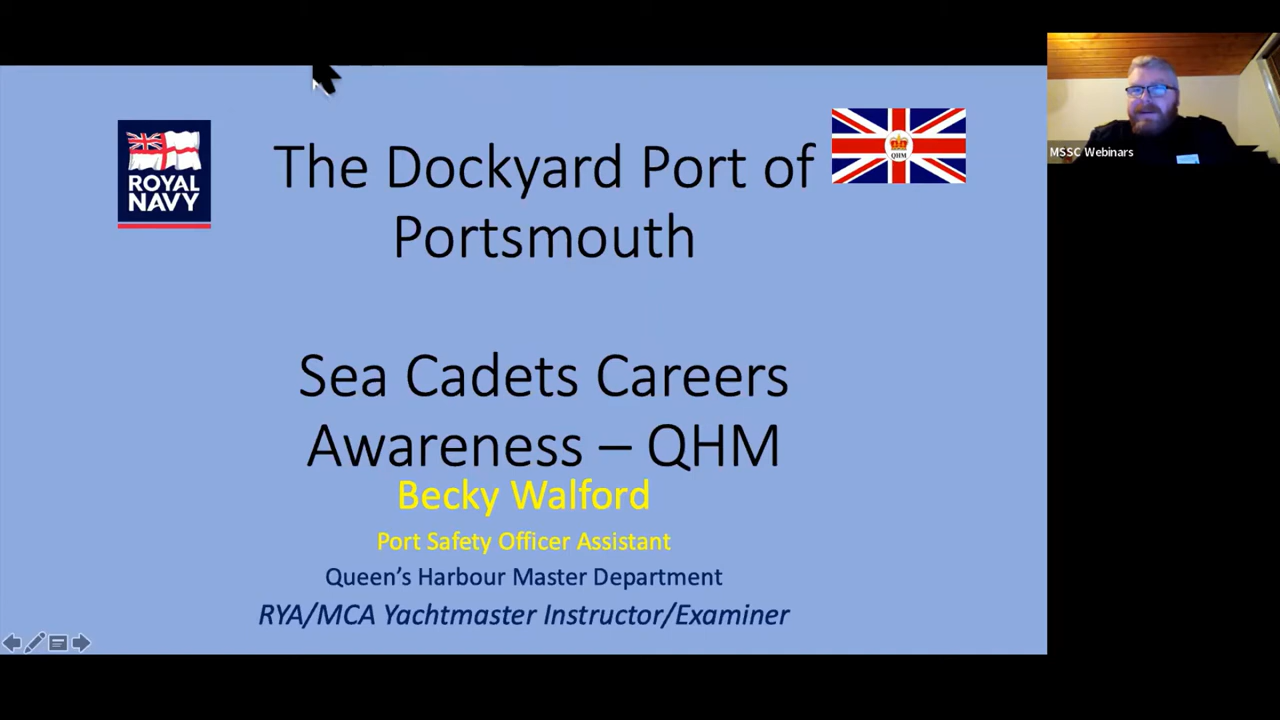 ROYAL
NAVY
The Dockyard Port of
Portsmouth
QHM
Sea Cadets Careers
Awareness – QHM
Becky Walford
Port Safety Officer Assistant
Queen's Harbour Master Department
RYA/MCA Yachtmaster Instructor/Examiner
MSSC Webinars